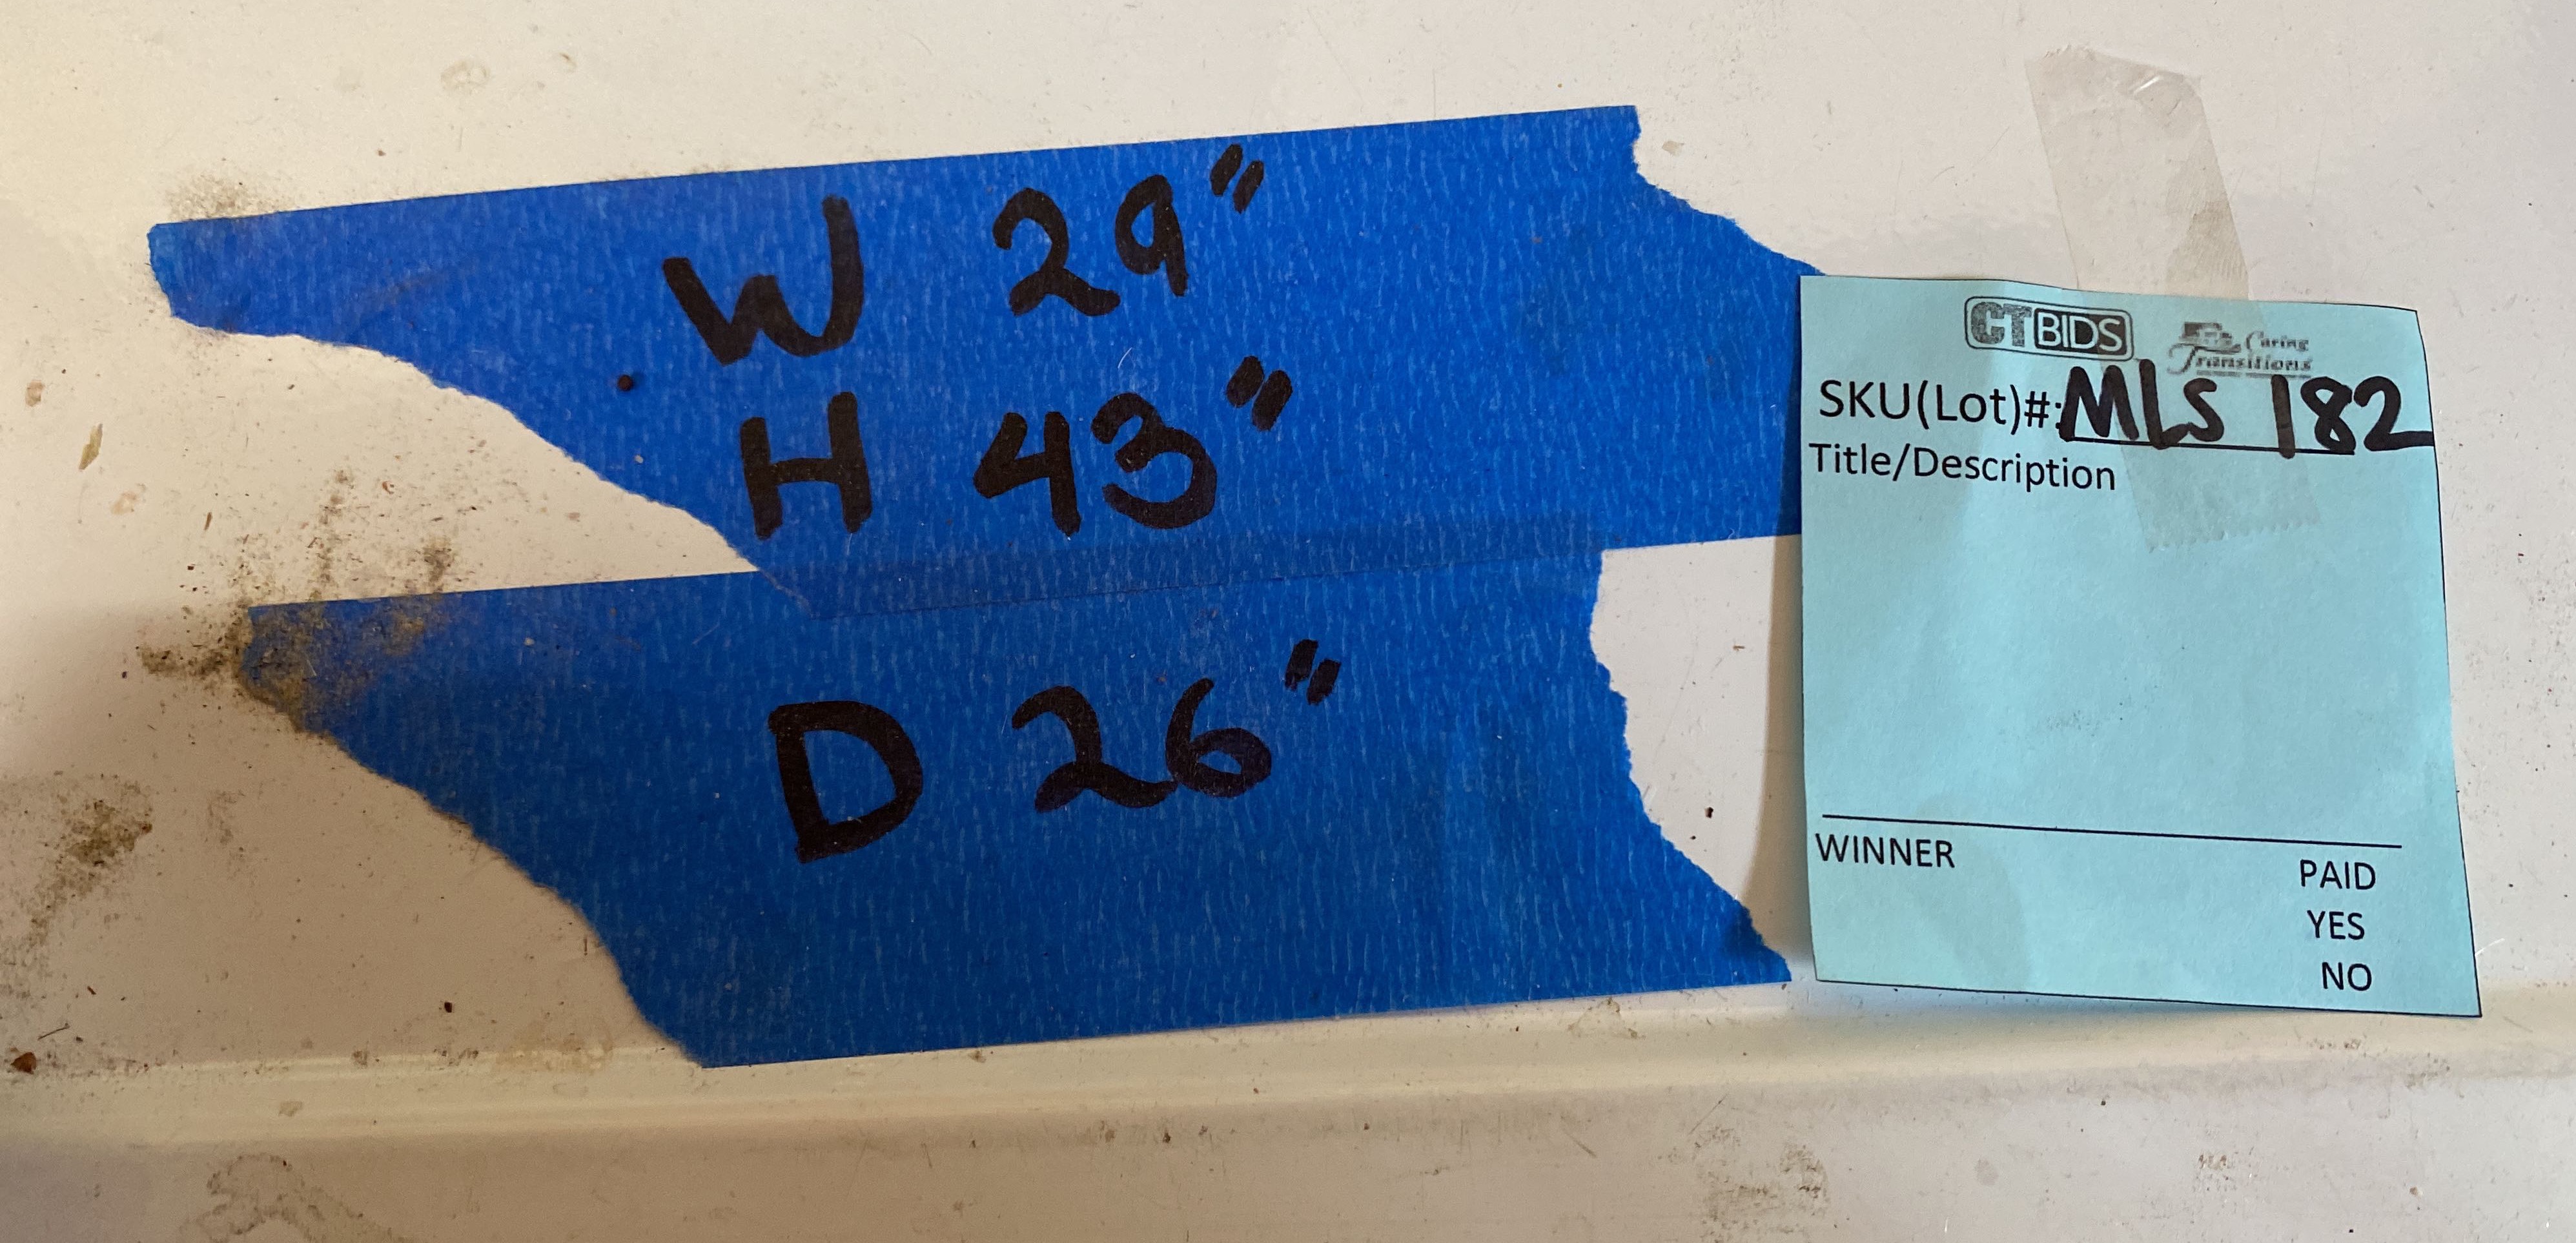 W 29"
H 43"
D 26"
CTBIDS
Caring
Transitions
SKU(Lot)#: MLS 182
Title/Description
WINNER
PAID
YES
NO